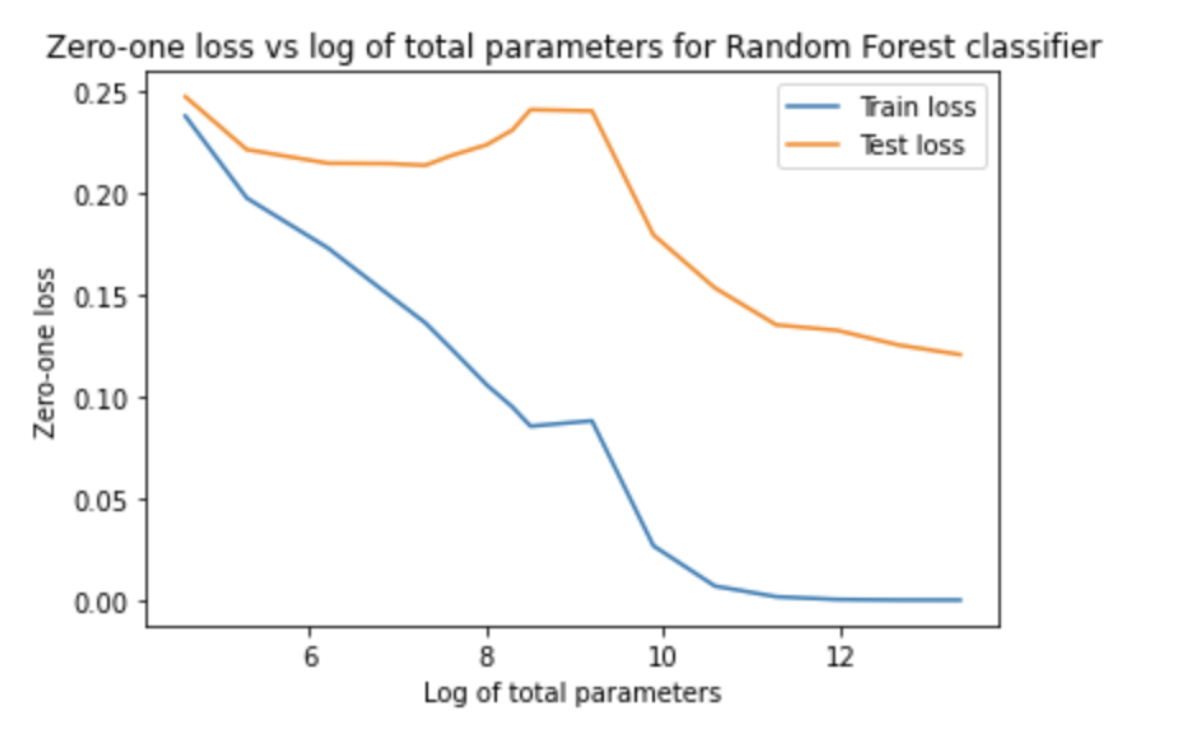 Zero-one loss vs log of total parameters for Random Forest classifier
Train loss
Test loss
Zero-one loss
0.25
0.20
0.15
0.10
0.05
0.00
6 8 10 12
Log of total parameters